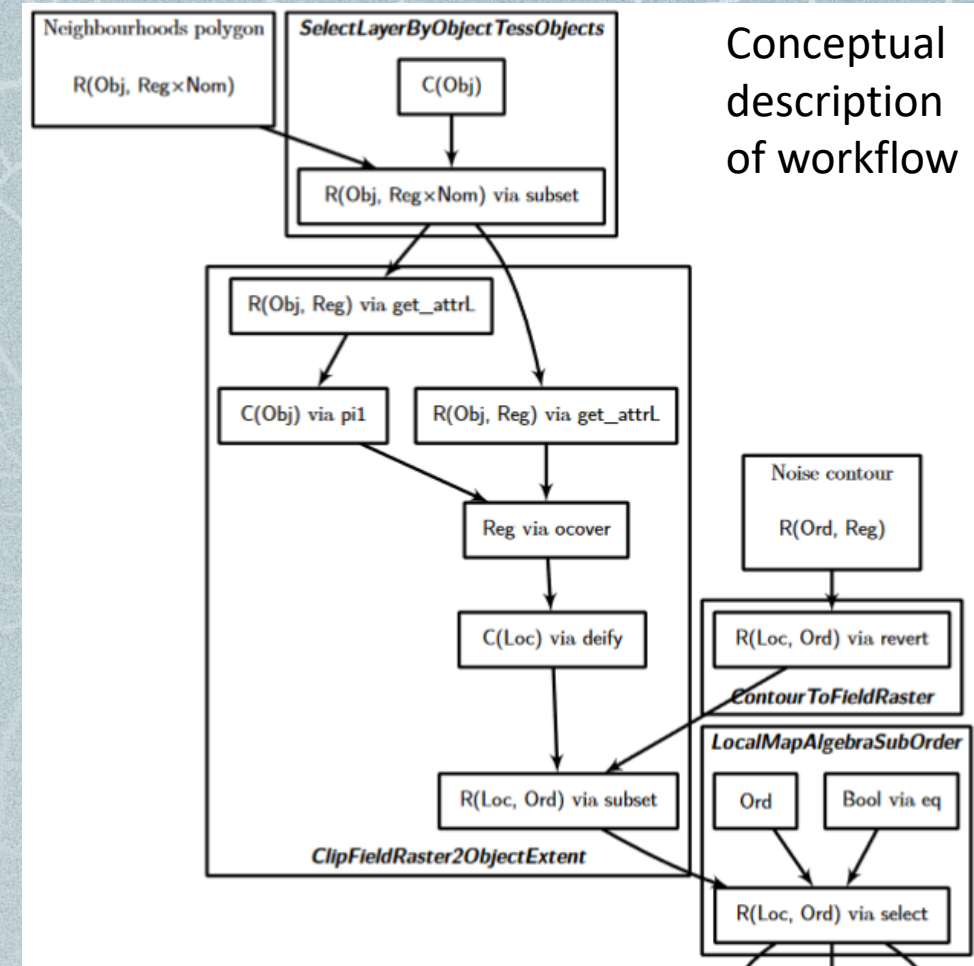 Conceptual
description
of workflow
Neighbourhoods polygon
R(Obj, Reg×Nom)
SelectLayerByObjectTessObjects
C(Obj)
R(Obj, Reg×Nom) via subset
R(Obj, Reg) via get_attrL
C(Obj) via pi1
R(Obj, Reg) via get_attrL
Reg via ocover
C(Loc) via deify
Noise contour
R(Ord, Reg)
R(Loc, Ord) via revert
ContourToFieldRaster
R(Loc, Ord) via subset
ClipFieldRaster2ObjectExtent
LocalMapAlgebraSubOrder
Ord
Bool via eq
R(Loc, Ord) via select